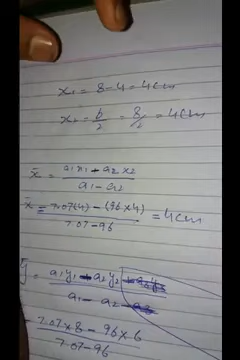 x₁ = 8-4 = 4cm
x₂ = b/2 = 8/2 = 4cm
x̄ = a₁x₁ + a₂x₂ / a₁ - a₂
x̄ = 7.07(4) - (96×4) / 7.07-96 = 4cm
ȳ = a₁y₁ + a₂y₂ / a₁ - a₂
= 7.07×8 - 96×6 / 7.07-96